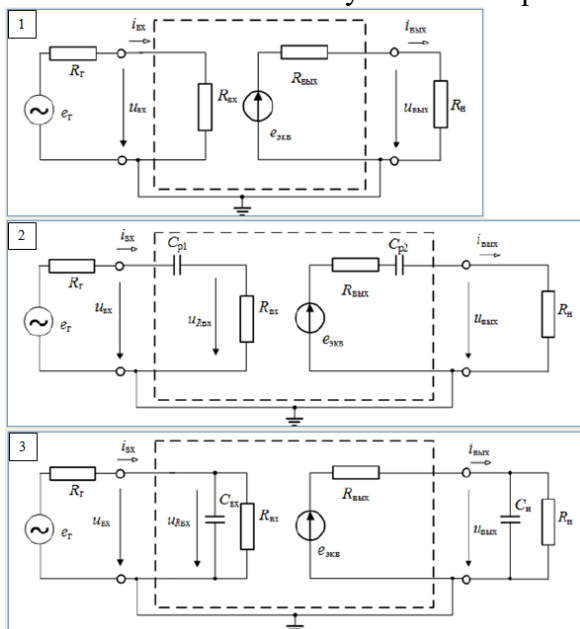 1
iвх
Rг
eг
uвх
Rвх
Rвых
eэкв
iвых
uвых
Rн
2
iвх
Cр1
Rг
eг
uвх
uRвх
Rвх
Cр2
Rвых
eэкв
iвых
uвых
Rн
3
iвх
Rг
eг
uвх
uRвх
Cвх
Rвх
Rвых
eэкв
iвых
uвых
Cн